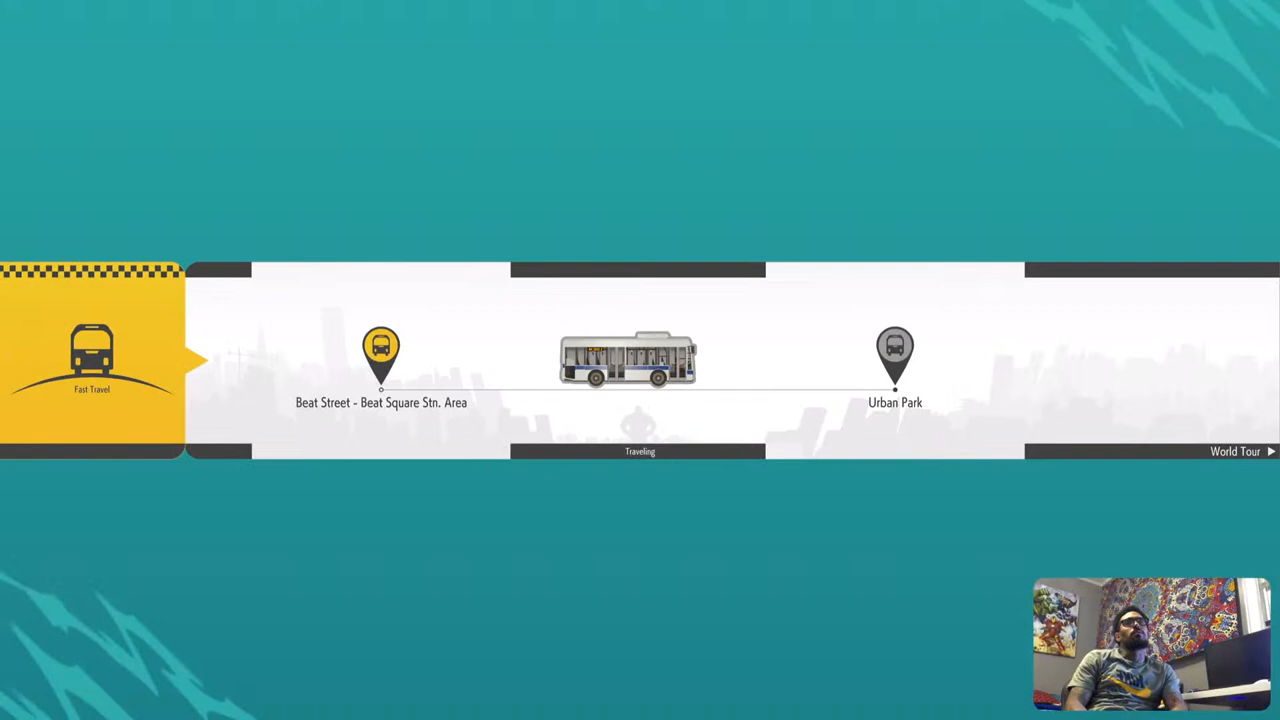 Fast Travel
Beat Street - Beat Square Stn. Area
Urban Park
Traveling
World Tour